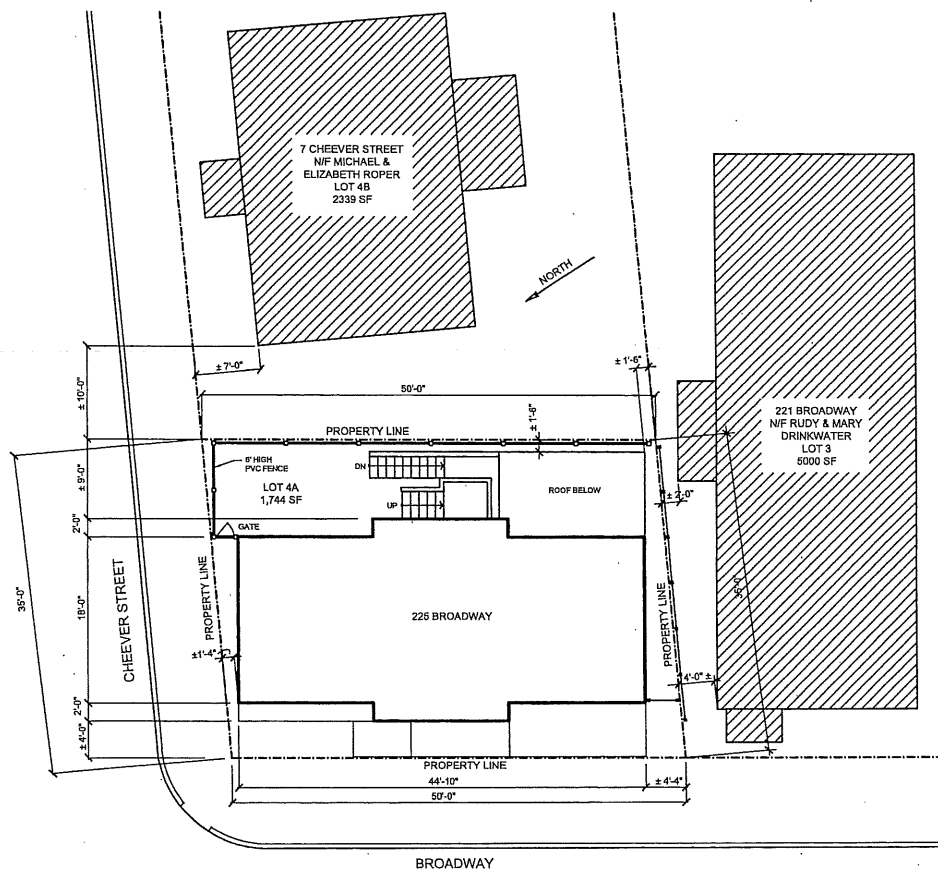 7 CHEEVER STREET
N/F MICHAEL &
ELIZABETH ROPER
LOT 4B
2339 SF
NORTH
± 7'-0"
± 1'-6"
50'-0"
± 10'-0"
PROPERTY LINE
± 1'-6"
221 BROADWAY
N/F RUDY & MARY
DRINKWATER
LOT 3
5000 SF
6' HIGH
PVC FENCE
DN
LOT 4A
1,744 SF
ROOF BELOW
± 9'-0"
± 2'-0"
UP
GATE
2'-0"
CHEEVER STREET
PROPERTY LINE
35'-0"
18'-0"
225 BROADWAY
PROPERTY LINE
35'-0"
±1'-4"
4'-0" ±
2'-0"
± 4'-0"
PROPERTY LINE
44'-10"
± 4'-4"
50'-0"
BROADWAY